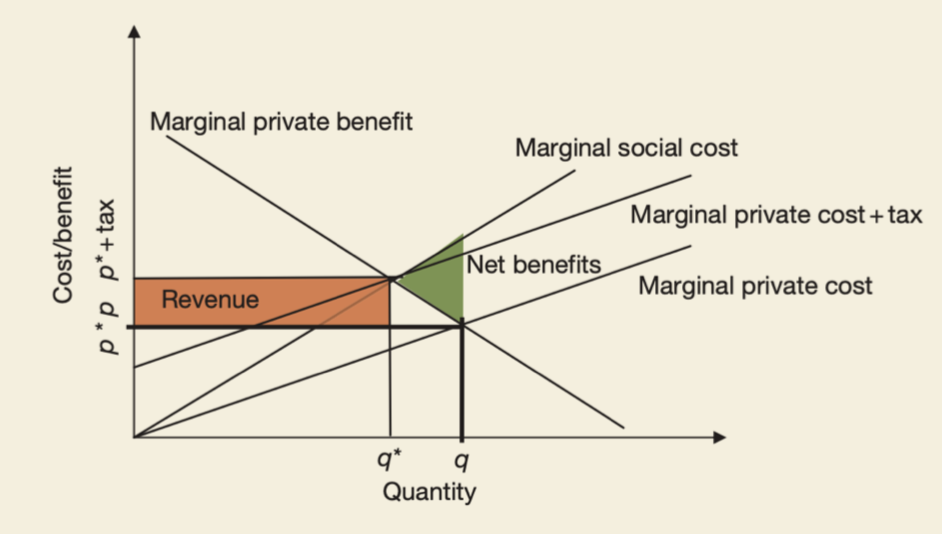 Marginal private benefit
Marginal social cost
Marginal private cost + tax
Net benefits
Marginal private cost
Revenue
Cost/benefit
p* p p* + tax
q*
q
Quantity